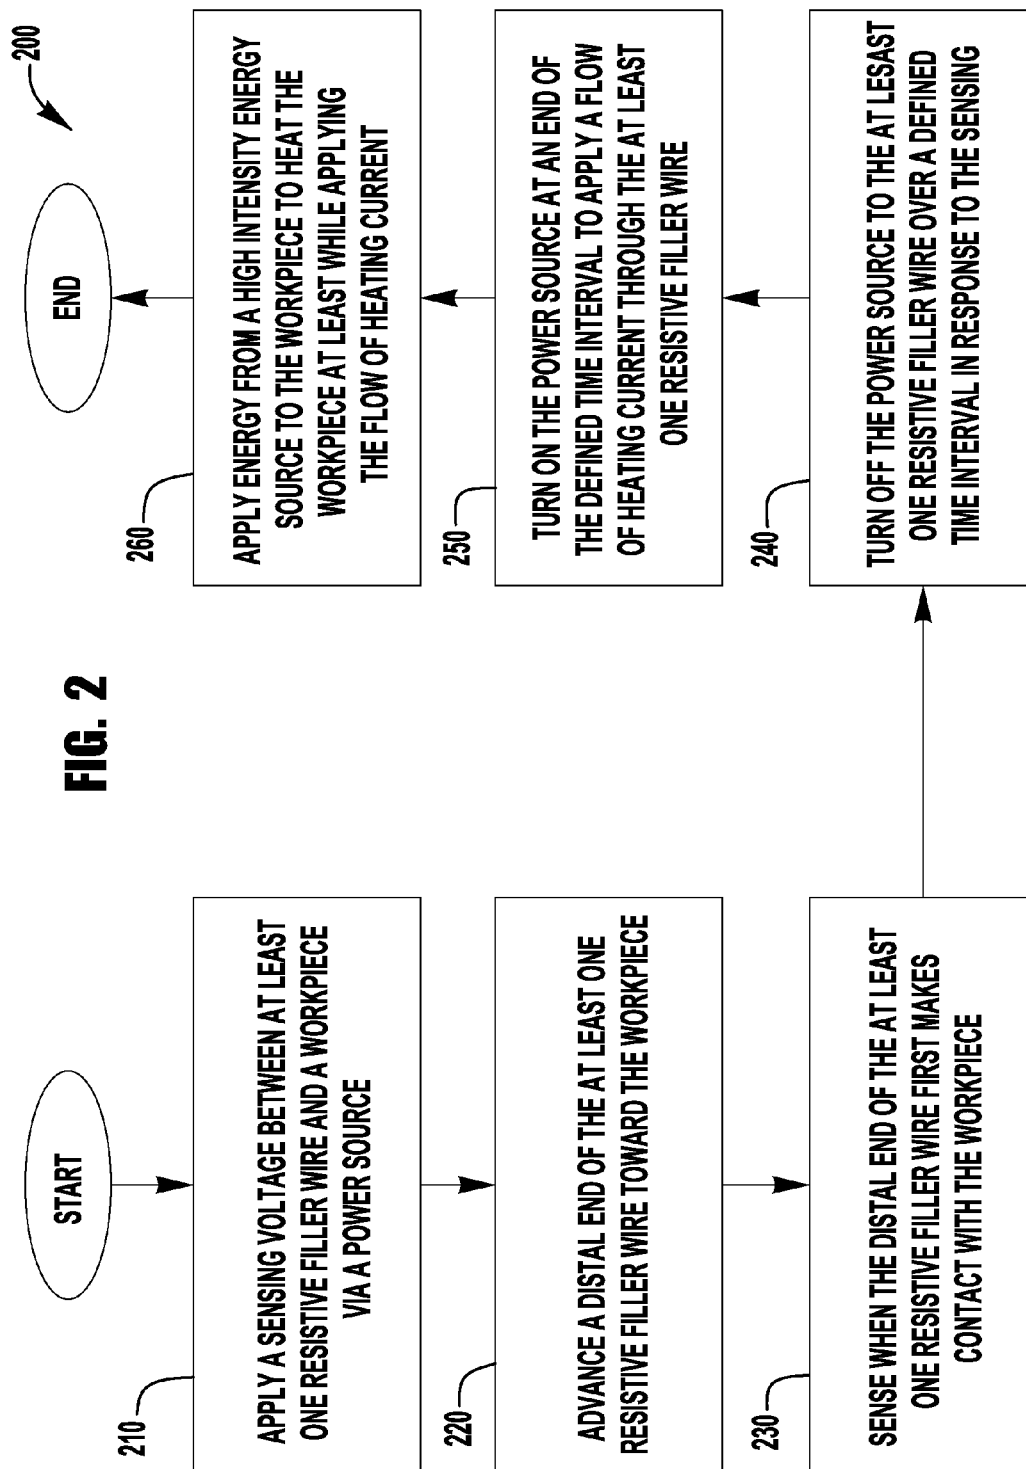 200
START
210
APPLY A SENSING VOLTAGE BETWEEN AT LEAST
ONE RESISTIVE FILLER WIRE AND A WORKPIECE
VIA A POWER SOURCE
220
ADVANCE A DISTAL END OF THE AT LEAST ONE
RESISTIVE FILLER WIRE TOWARD THE WORKPIECE
230
SENSE WHEN THE DISTAL END OF THE AT LEAST
ONE RESISTIVE FILLER WIRE FIRST MAKES
CONTACT WITH THE WORKPIECE
FIG. 2
240
TURN OFF THE POWER SOURCE TO THE AT LESAST
ONE RESISTIVE FILLER WIRE OVER A DEFINED
TIME INTERVAL IN RESPONSE TO THE SENSING
250
TURN ON THE POWER SOURCE AT AN END OF
THE DEFINED TIME INTERVAL TO APPLY A FLOW
OF HEATING CURRENT THROUGH THE AT LEAST
ONE RESISTIVE FILLER WIRE
260
APPLY ENERGY FROM A HIGH INTENSITY ENERGY
SOURCE TO THE WORKPIECE TO HEAT THE
WORKPIECE AT LEAST WHILE APPLYING
THE FLOW OF HEATING CURRENT
END